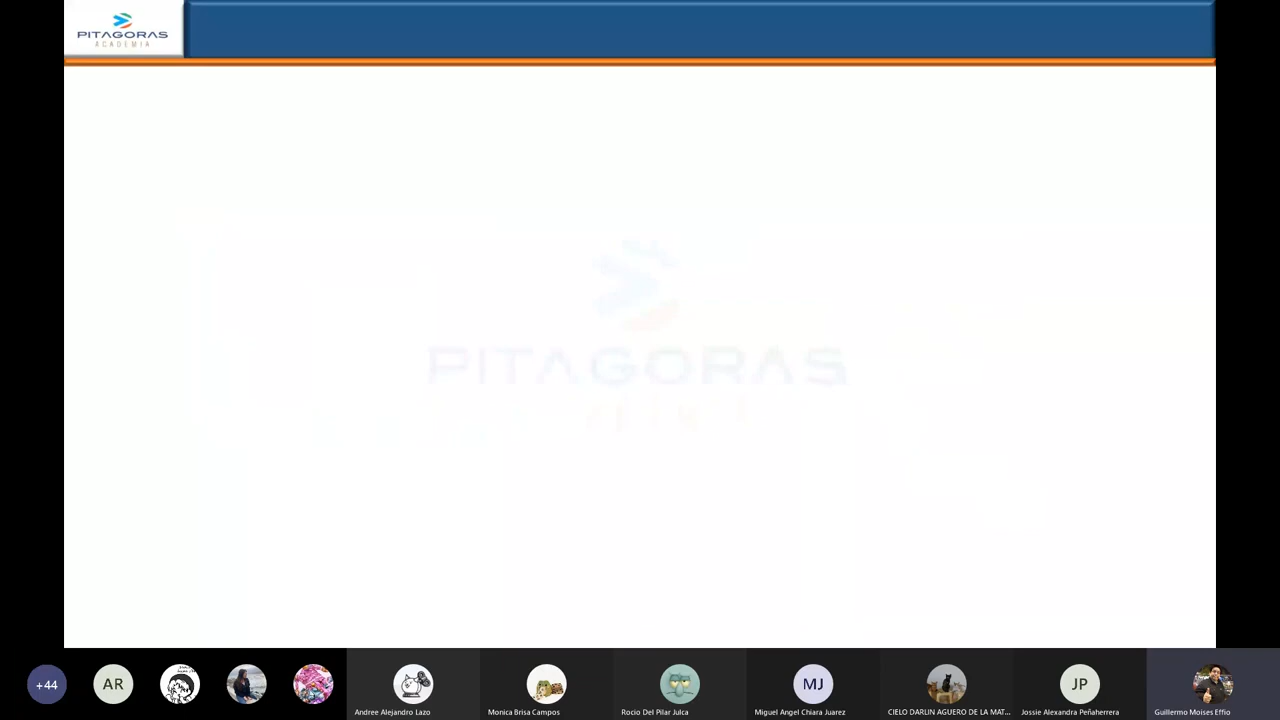 PITAGORAS
ACADEMIA
PITAGORAS
+44
AR
MJ
JP
Andree Alejandro Lazo
Monica Brisa Campos
Rocio Del Pilar Julca
Miguel Angel Chiara Juarez
CIELO DARLIN AGUERO DE LA MAT...
Jossie Alexandra Peñaherrera
Guillermo Moises Effio